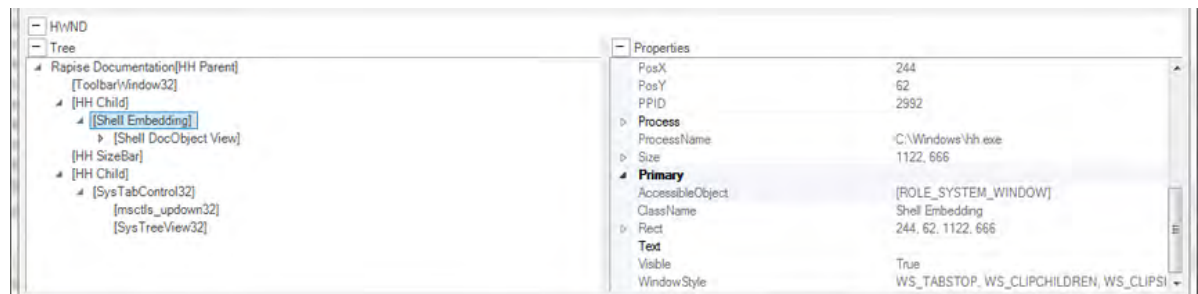 HWND
Tree
Rapise Documentation[HH Parent]
[ToolbarWindow32]
[HH Child]
[Shell Embedding]
[Shell DocObject View]
[HH SizeBar]
[HH Child]
[SysTabControl32]
[msctls_updown32]
[SysTreeView32]
Properties
PosX 244
PosY 62
PPID 2992
Process
ProcessName C:\Windows\hh.exe
Size 1122, 666
Primary
AccessibleObject [ROLE_SYSTEM_WINDOW]
ClassName Shell Embedding
Rect 244, 62, 1122, 666
Text
Visible True
WindowStyle WS_TABSTOP, WS_CLIPCHILDREN, WS_CLIPSI